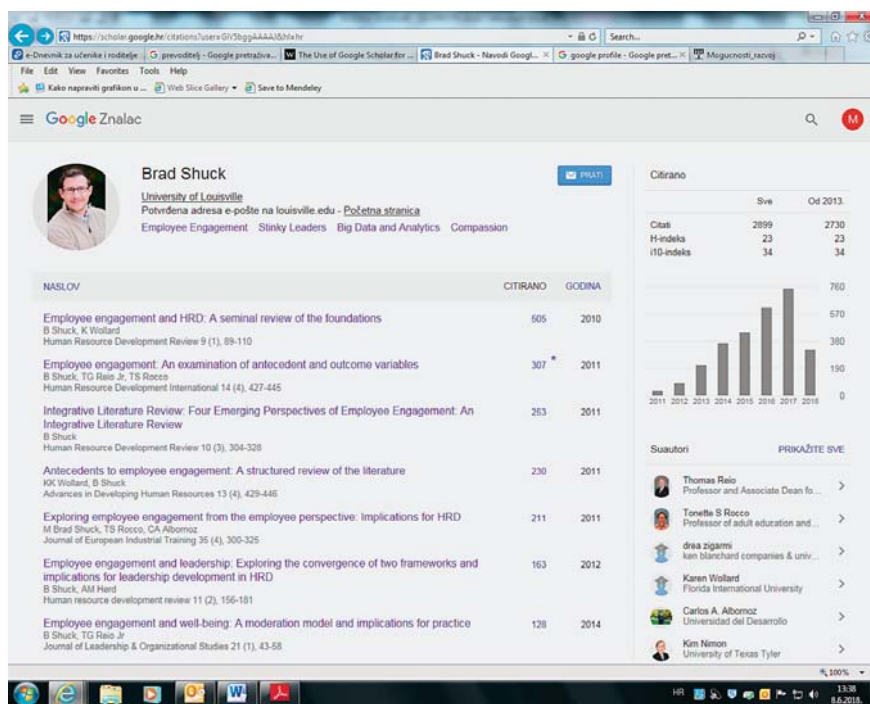 https://scholar.google.hr/citations?user=GIV5bggAAAAJ&hl=hr
Search...
e-Dnevnik za učenike i roditelje
prevoditelj - Google pretraživa...
The Use of Google Scholar for ...
Brad Shuck - Navodi Googl...
google profile - Google pret...
Mogucnosti_razvoj
File Edit View Favorites Tools Help
Kako napraviti grafikon u ...
Web Slice Gallery
Save to Mendeley
Google Znalac
M
Brad Shuck
PRATI
University of Louisville
Potvrđena adresa e-pošte na louisville.edu - Početna stranica
Employee Engagement Stinky Leaders Big Data and Analytics Compassion
NASLOV CITIRANO GODINA
Employee engagement and HRD: A seminal review of the foundations 505 2010
B Shuck, K Wollard
Human Resource Development Review 9 (1), 89-110
Employee engagement: An examination of antecedent and outcome variables 307 * 2011
B Shuck, TG Reio Jr, TS Rocco
Human Resource Development International 14 (4), 427-445
Integrative Literature Review: Four Emerging Perspectives of Employee Engagement: An 253 2011
Integrative Literature Review
B Shuck
Human Resource Development Review 10 (3), 304-328
Antecedents to employee engagement: A structured review of the literature 230 2011
KK Wollard, B Shuck
Advances in Developing Human Resources 13 (4), 429-446
Exploring employee engagement from the employee perspective: Implications for HRD 211 2011
M Brad Shuck, TS Rocco, CA Albornoz
Journal of European Industrial Training 35 (4), 300-325
Employee engagement and leadership: Exploring the convergence of two frameworks and 163 2012
implications for leadership development in HRD
B Shuck, AM Herd
Human resource development review 11 (2), 156-181
Employee engagement and well-being: A moderation model and implications for practice 128 2014
B Shuck, TG Reio Jr
Journal of Leadership & Organizational Studies 21 (1), 43-58
Citirano
Sve Od 2013.
Citati 2899 2730
H-indeks 23 23
i10-indeks 34 34
760
570
380
190
0
2011 2012 2013 2014 2015 2016 2017 2018
Suautori PRIKAŽITE SVE
Thomas Reio
Professor and Associate Dean fo...
Tonette S Rocco
Professor of adult education and...
drea zigarmi
ken blanchard companies & univ...
Karen Wollard
Florida International University
Carlos A. Albornoz
Universidad del Desarrollo
Kim Nimon
University of Texas Tyler
100%
HR
13:38
8.6.2018.